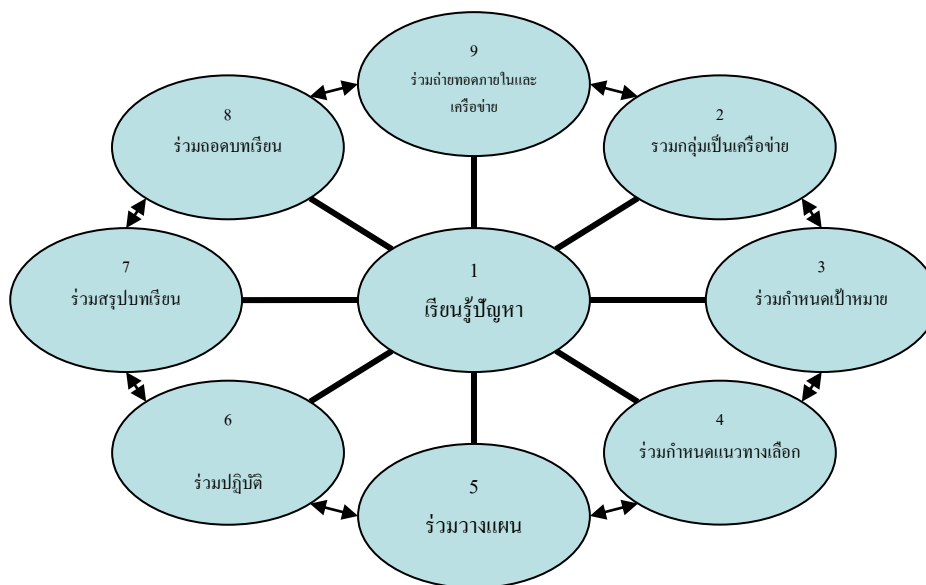 1
เรียนรู้ปัญหา
2
รวมกลุ่มเป็นเครือข่าย
3
ร่วมกำหนดเป้าหมาย
4
ร่วมกำหนดแนวทางเลือก
5
ร่วมวางแผน
6
ร่วมปฏิบัติ
7
ร่วมสรุปบทเรียน
8
ร่วมถอดบทเรียน
9
ร่วมถ่ายทอดภายในและ
เครือข่าย